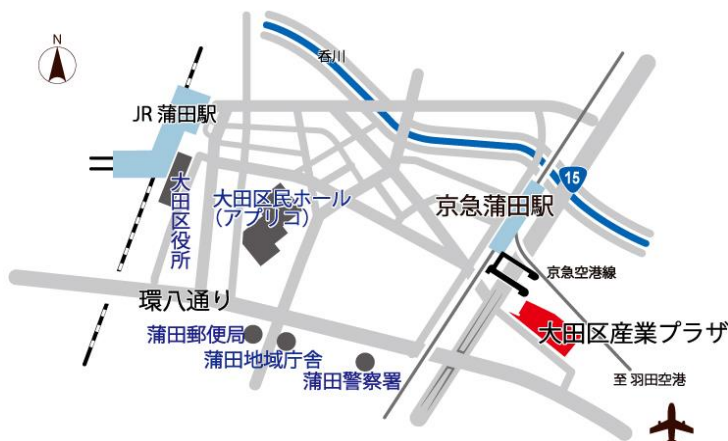 N
呑川
JR 蒲田駅
15
大田区役所
大田区民ホール
(アプリコ)
京急蒲田駅
京急空港線
環八通り
大田区産業プラザ
蒲田郵便局
蒲田地域庁舎
蒲田警察署
至 羽田空港